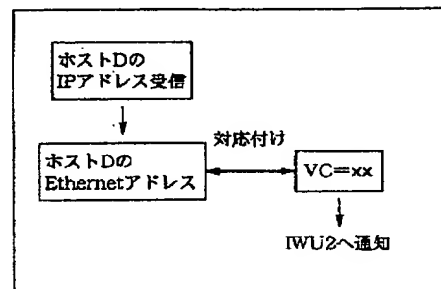 ホストDの
IPアドレス受信
対応付け
ホストDの
Ethernetアドレス
VC=xx
IWU2へ通知